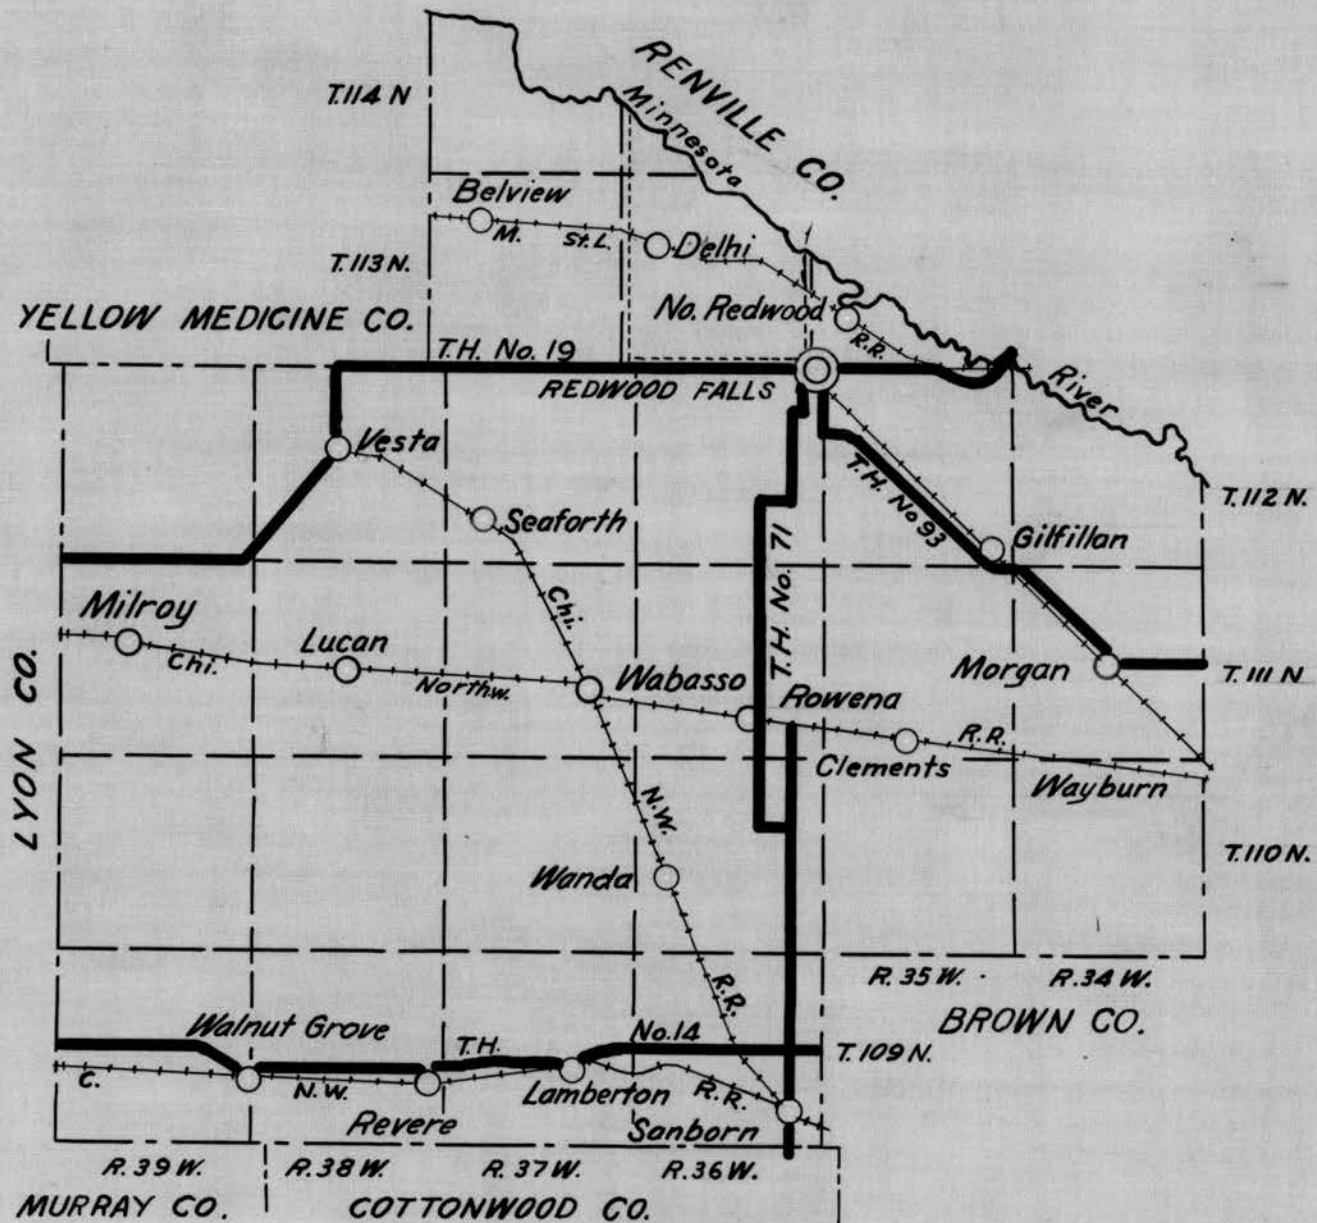 RENVILLE CO.
T.114 N
Minnesota
Belview
M. St. L.
Delhi
T.113 N.
No. Redwood
YELLOW MEDICINE CO.
R.R.
T.H. No. 19
River
REDWOOD FALLS
Vesta
T.H. No 93
T.112 N.
Seaforth
Gilfillan
T.H. No. 71
Chi.
Milroy
Lucan
Chi.
Northw.
Wabasso
Morgan
T. 111 N
Rowena
LYON CO.
R.R.
Clements
Wayburn
N.W.
T.110 N.
Wanda
R.R.
R. 35 W.
R. 34 W.
BROWN CO.
Walnut Grove
T.H.
No.14
T. 109 N.
C.
N.W.
Lamberton
R.R.
Revere
Sanborn
R. 39 W.
R. 38 W.
R. 37 W.
R. 36 W.
MURRAY CO.
COTTONWOOD CO.